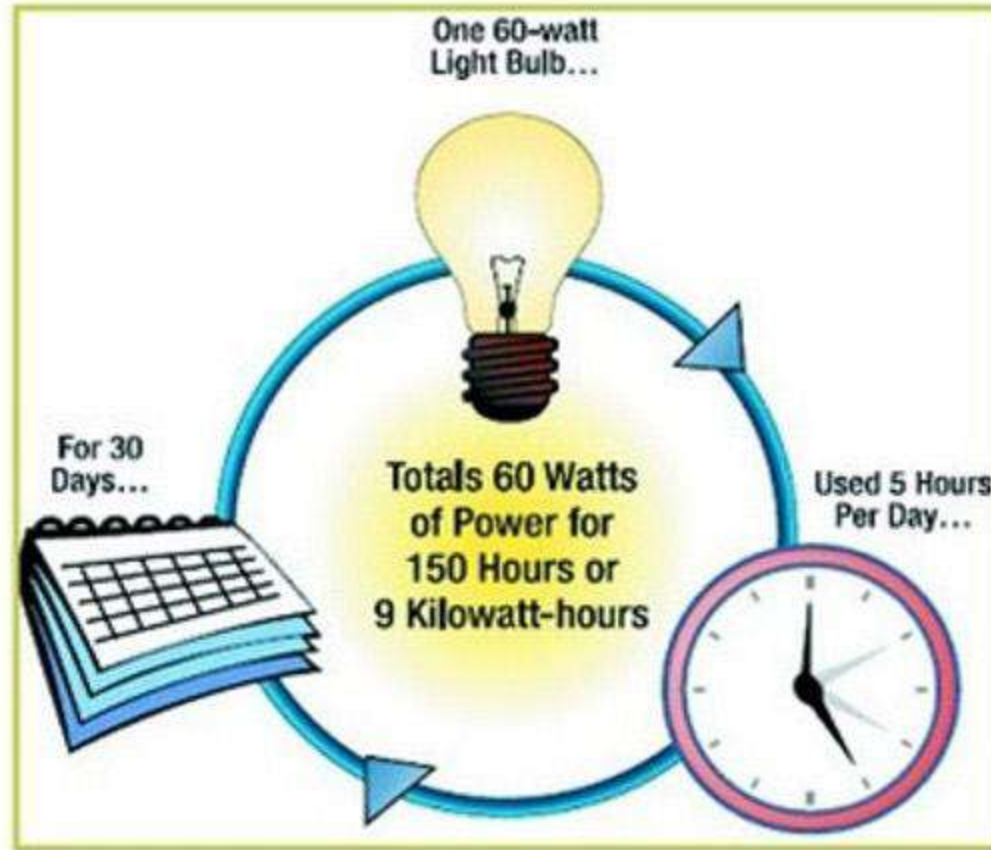 One 60-watt
Light Bulb...
Used 5 Hours
Per Day...
For 30
Days...
Totals 60 Watts
of Power for
150 Hours or
9 Kilowatt-hours